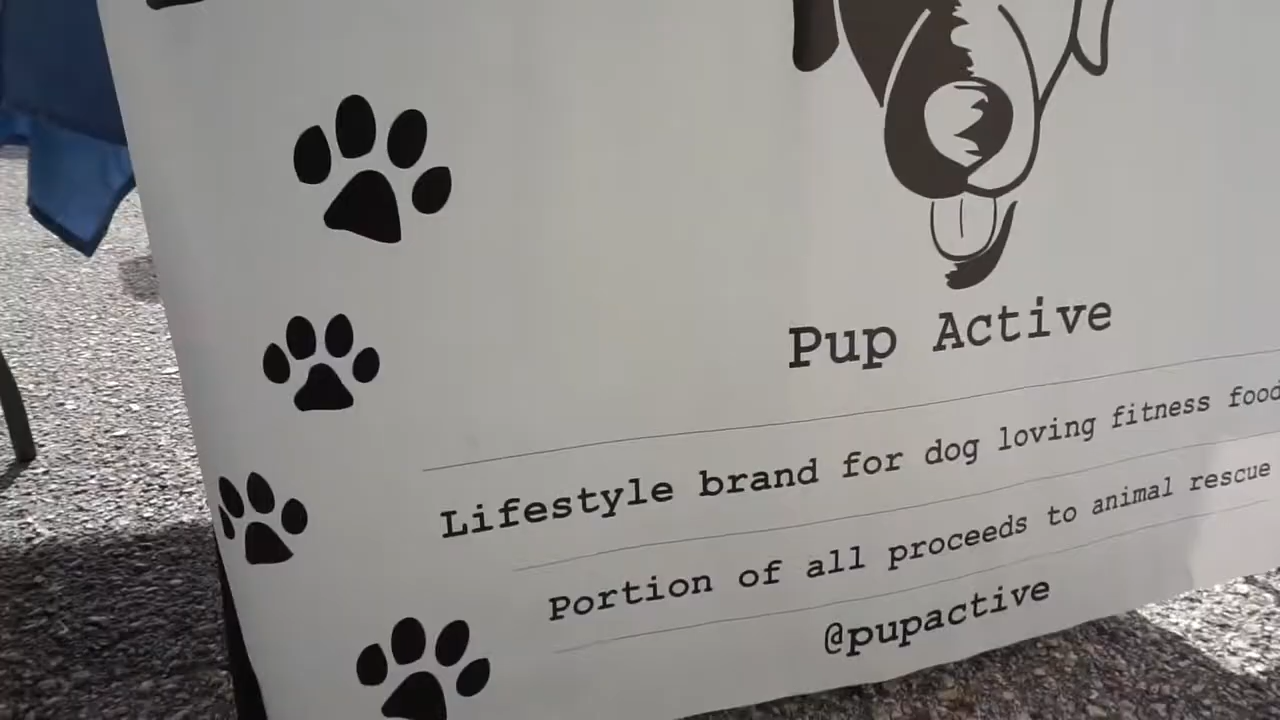 Pup Active
Lifestyle brand for dog loving fitness food
Portion of all proceeds to animal rescue
@pupactive